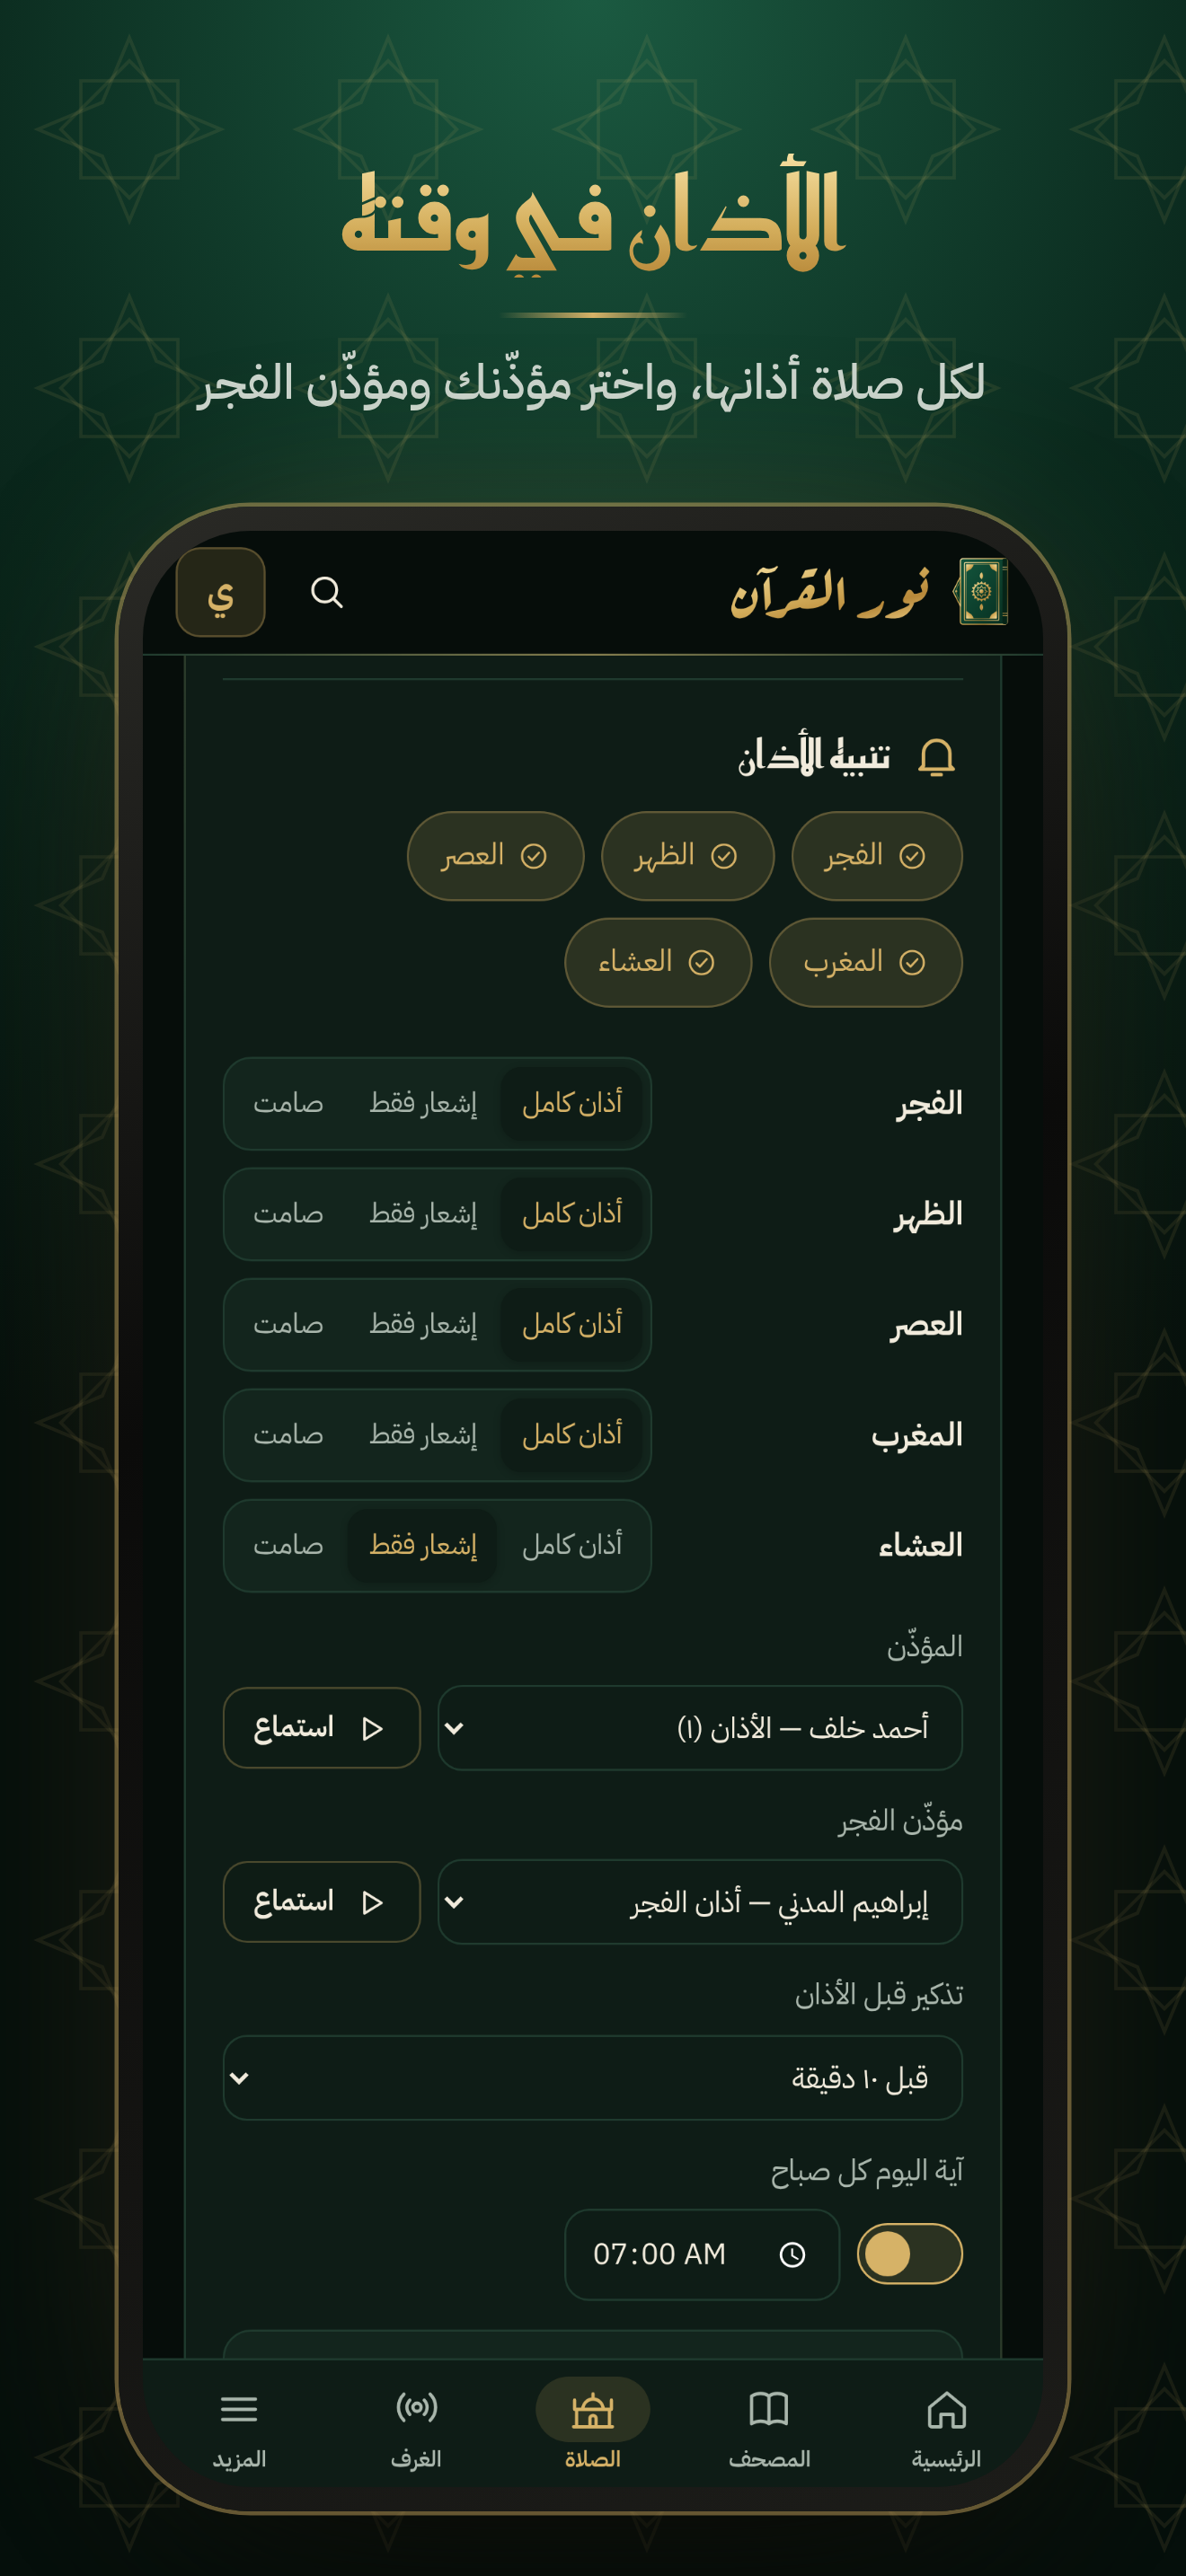 الأذان في وقته
لكل صلاة أذانها، واختر مؤذّنك ومؤذّن الفجر
نور القرآن
ي
تنبيه الأذان
الفجر الظهر العصر
المغرب العشاء
الفجر أذان كامل إشعار فقط صامت
الظهر أذان كامل إشعار فقط صامت
العصر أذان كامل إشعار فقط صامت
المغرب أذان كامل إشعار فقط صامت
العشاء أذان كامل إشعار فقط صامت
المؤذّن
أحمد خلف — الأذان (١) استماع
مؤذّن الفجر
إبراهيم المدني — أذان الفجر استماع
تذكير قبل الأذان
قبل ١٠ دقيقة
آية اليوم كل صباح
07:00 AM
الرئيسية المصحف الصلاة الغرف المزيد